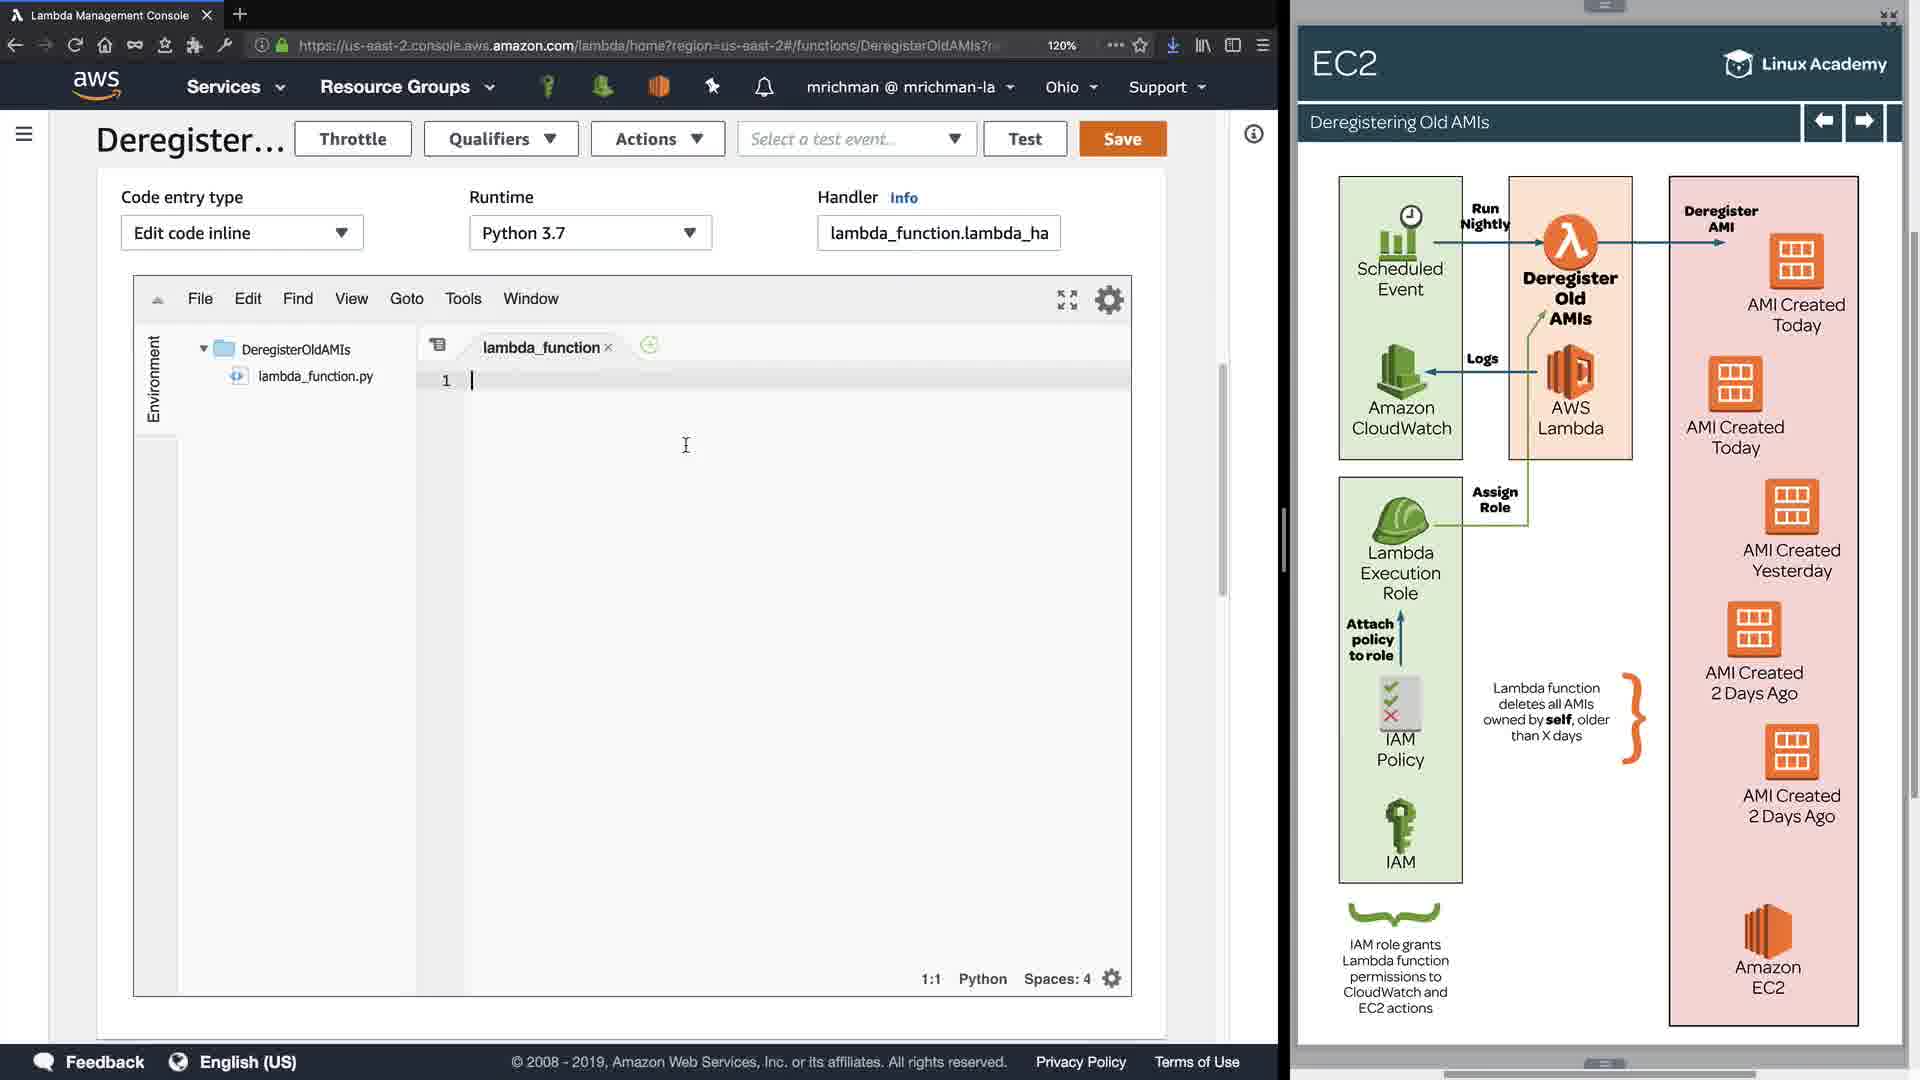 Lambda Management Console
https://us-east-2.console.aws.amazon.com/lambda/home?region=us-east-2#/functions/DeregisterOldAMIs?
120%
aws
Services
Resource Groups
mrichman @ mrichman-la
Ohio
Support
Deregister...
Throttle
Qualifiers
Actions
Select a test event..
Test
Save
Code entry type
Runtime
Handler
Info
Edit code inline
Python 3.7
lambda_function.lambda_ha
File
Edit
Find
View
Goto
Tools
Window
Environment
DeregisterOldAMIs
lambda_function.py
lambda_function
1
1:1
Python
Spaces: 4
Feedback
English (US)
© 2008 - 2019, Amazon Web Services, Inc. or its affiliates. All rights reserved.
Privacy Policy
Terms of Use
EC2
Linux Academy
Deregistering Old AMIs
Scheduled
Event
Run
Nightly
Deregister
Old
AMIs
Deregister
AMI
AMI Created
Today
Amazon
CloudWatch
Logs
AWS
Lambda
AMI Created
Today
Assign
Role
AMI Created
Yesterday
Lambda
Execution
Role
Attach
policy
to role
AMI Created
2 Days Ago
Lambda function
deletes all AMIs
owned by self, older
than X days
IAM
Policy
AMI Created
2 Days Ago
IAM
IAM role grants
Lambda function
permissions to
CloudWatch and
EC2 actions
Amazon
EC2